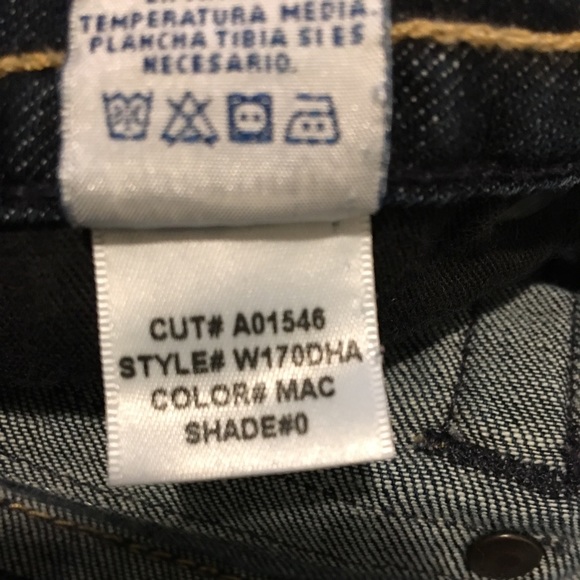 TEMPERATURA MEDIA.
PLANCHA TIBIA SI ES
NECESARIO.
CUT# A01546
STYLE# W170DHA
COLOR# MAC
SHADE#0